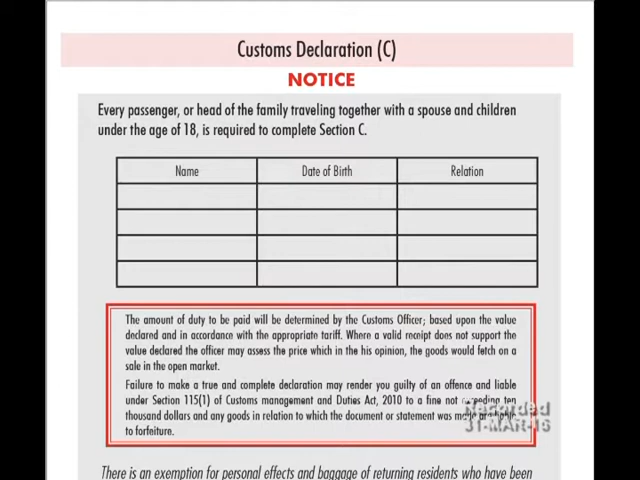 Customs Declaration (C)
NOTICE
Every passenger, or head of the family traveling together with a spouse and children
under the age of 18, is required to complete Section C.
Name Date of Birth Relation
The amount of duty to be paid will be determined by the Customs Officer; based upon the value
declared and in accordance with the appropriate tariff. Where a valid receipt does not support the
value declared the officer may assess the price which in his opinion, the goods would fetch on a
sale in the open market.
Failure to make a true and complete declaration may render you guilty of an offence and liable
under Section 115(1) of Customs management and Duties Act, 2010 to a fine not exceeding ten
thousand dollars and any goods in relation to which the document or statement was made are liable
to forfeiture.
Recorded
31-MAR-16
There is an exemption for personal effects and baggage of returning residents who have been